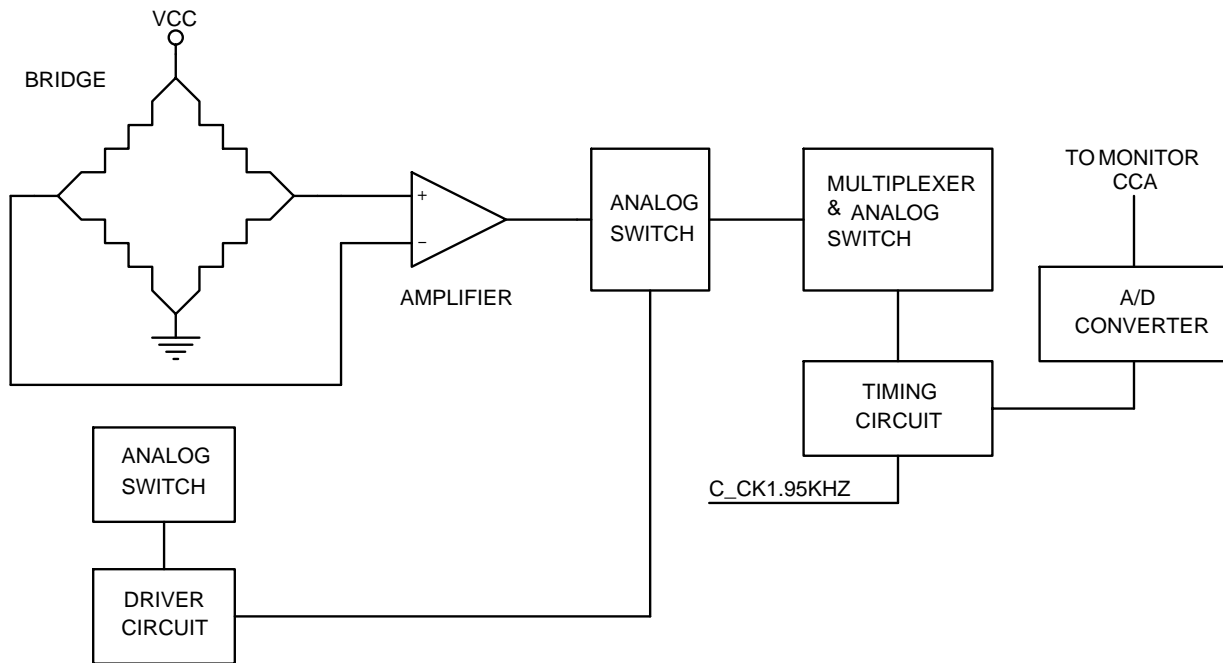 VCC
BRIDGE
+
−
AMPLIFIER
ANALOG
SWITCH
MULTIPLEXER
& ANALOG
SWITCH
TO MONITOR
CCA
A/D
CONVERTER
TIMING
CIRCUIT
C_CK1.95KHZ
ANALOG
SWITCH
DRIVER
CIRCUIT